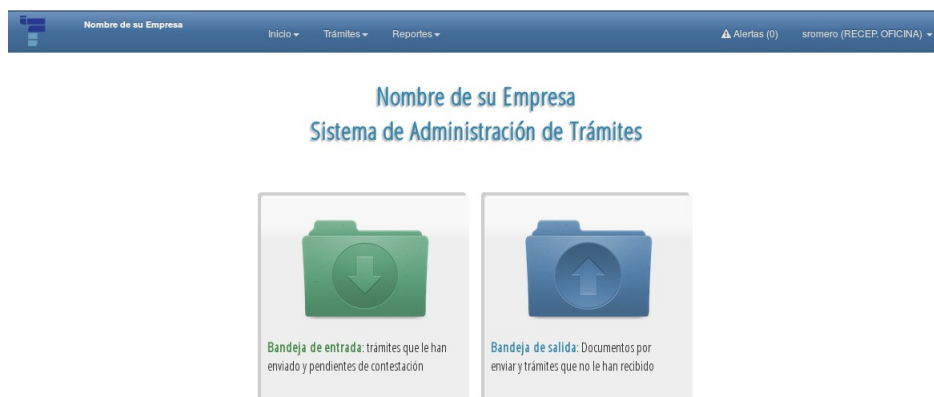 Nombre de su Empresa
Inicio Trámites Reportes Alertas (0) sromero (RECEP. OFICINA)
Nombre de su Empresa
Sistema de Administración de Trámites
Bandeja de entrada: trámites que le han
enviado y pendientes de contestación
Bandeja de salida: Documentos por
enviar y trámites que no le han recibido